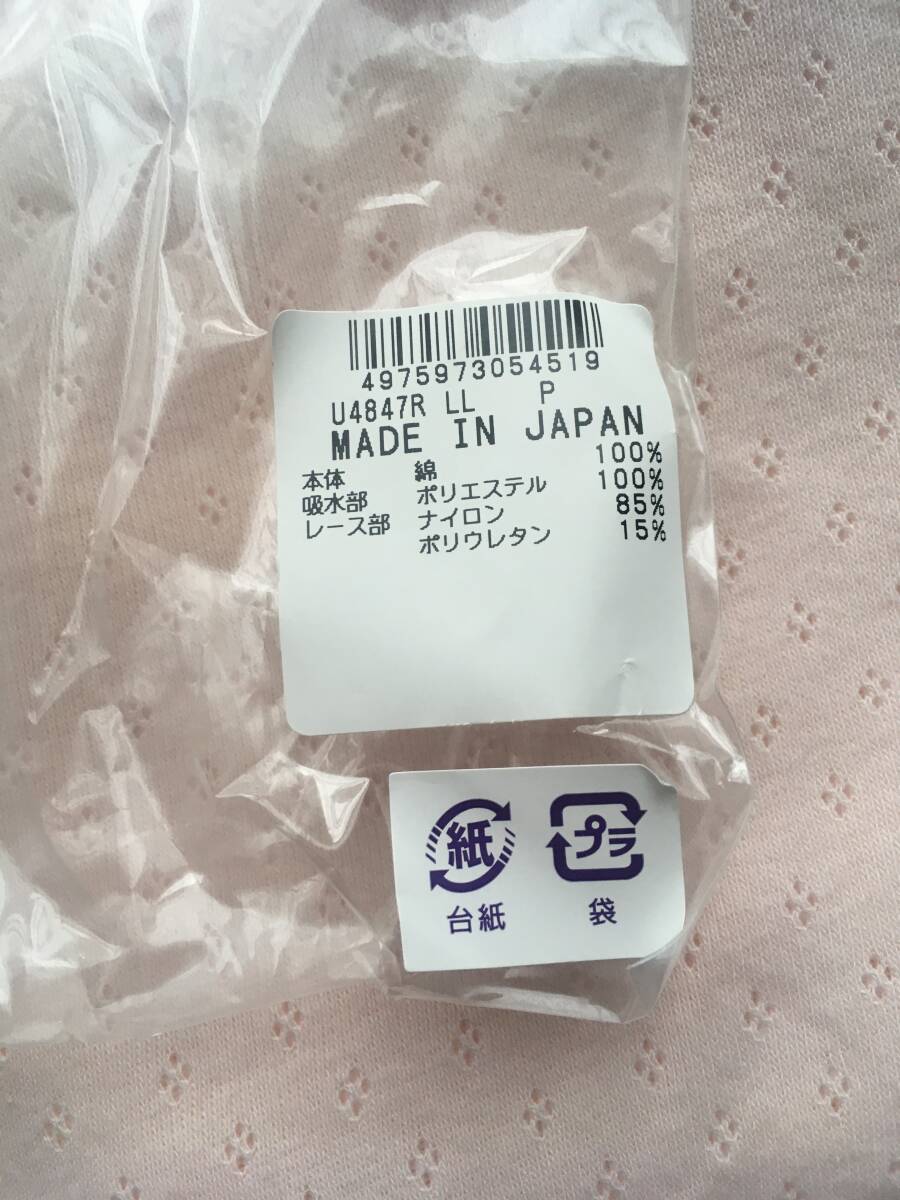 4975973054519
U4847R LL P
MADE IN JAPAN
本体 綿 100%
吸水部 ポリエステル 100%
レース部 ナイロン 85%
ポリウレタン 15%
紙 プラ
台紙 袋